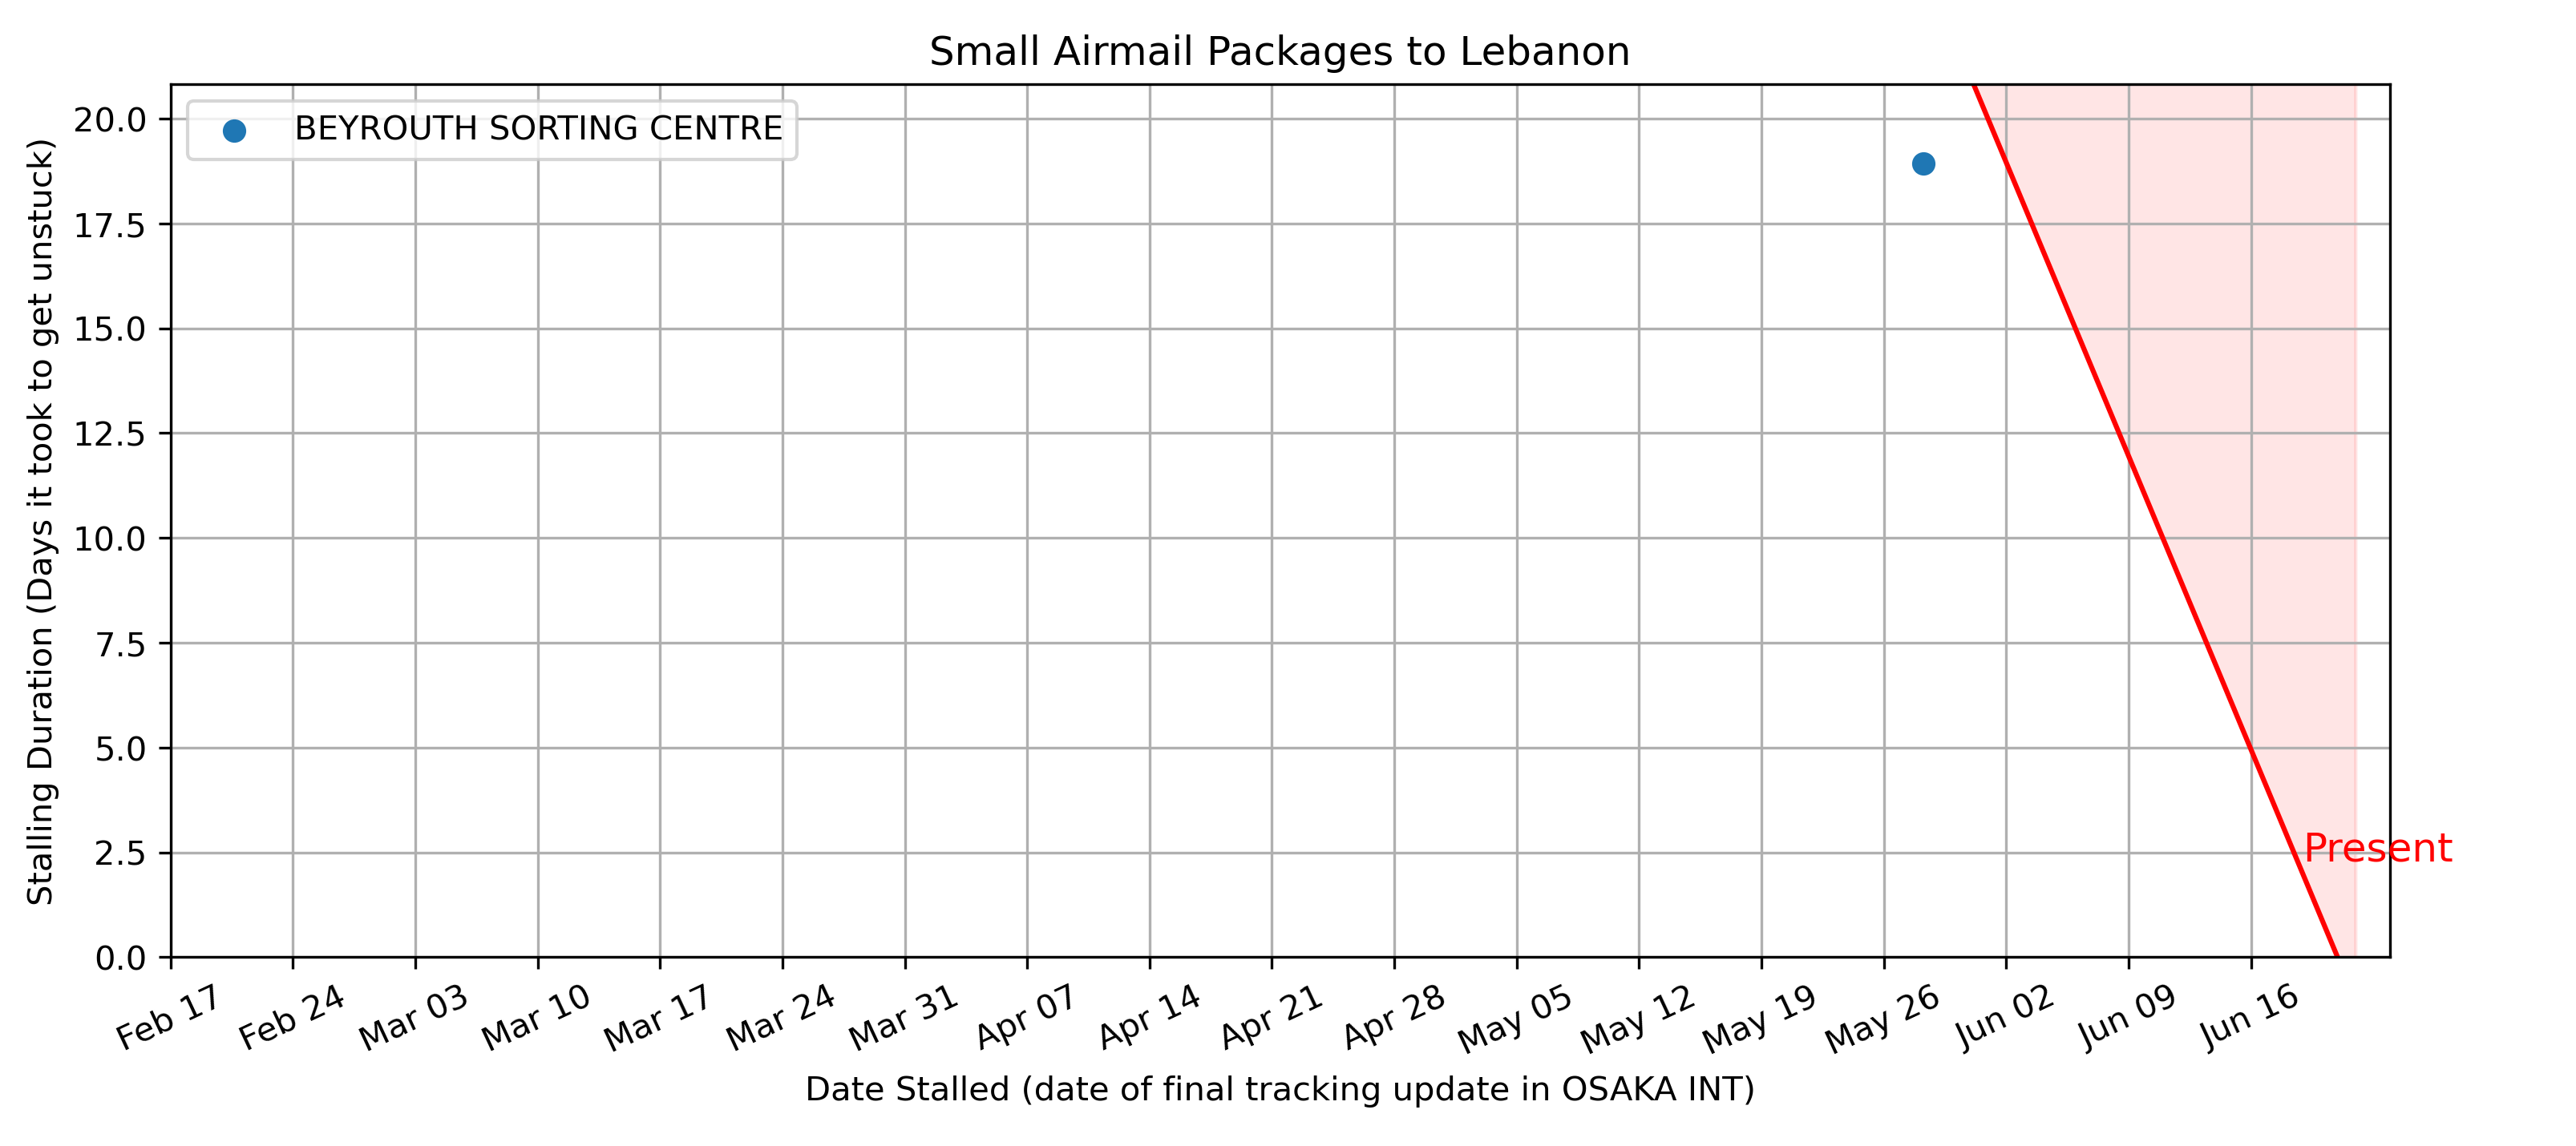 Small Airmail Packages to Lebanon
BEYROUTH SORTING CENTRE
Stalling Duration (Days it took to get unstuck)
20.0
17.5
15.0
12.5
10.0
7.5
5.0
2.5
0.0
Present
Feb 17
Feb 24
Mar 03
Mar 10
Mar 17
Mar 24
Mar 31
Apr 07
Apr 14
Apr 21
Apr 28
May 05
May 12
May 19
May 26
Jun 02
Jun 09
Jun 16
Date Stalled (date of final tracking update in OSAKA INT)